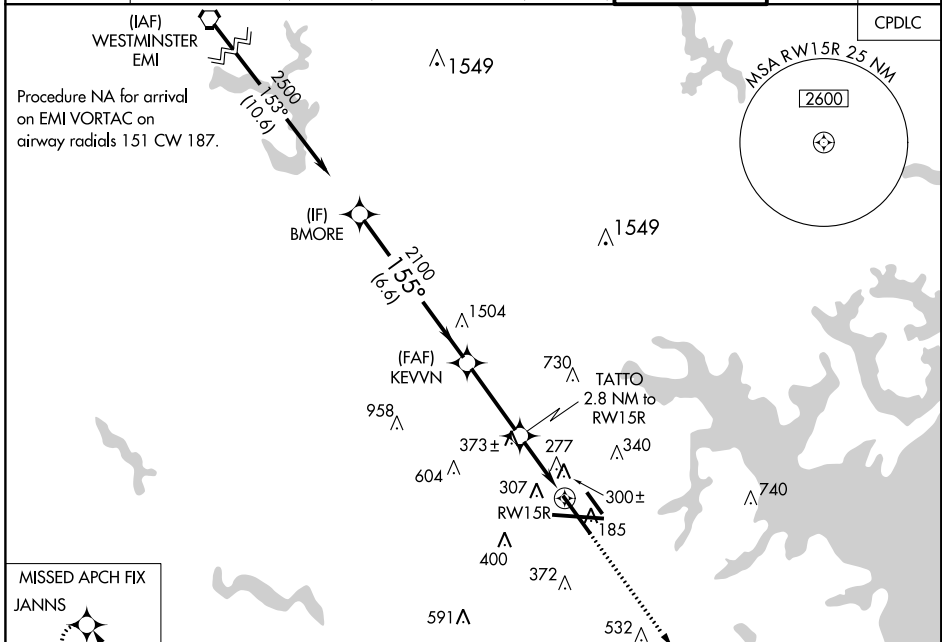 (IAF)
WESTMINSTER
EMI
CPDLC
1549
MSA RW15R 25 NM
2600
Procedure NA for arrival
on EMI VORTAC on
airway radials 151 CW 187.
2500
153°
(10.6)
(IF)
BMORE
1549
2100
155°
(6.6)
1504
(FAF)
KEVVN
730
TATTO
2.8 NM to
RW15R
958
373±
277
340
604
307
300±
740
RW15R
185
400
372
MISSED APCH FIX
JANNS
591
532